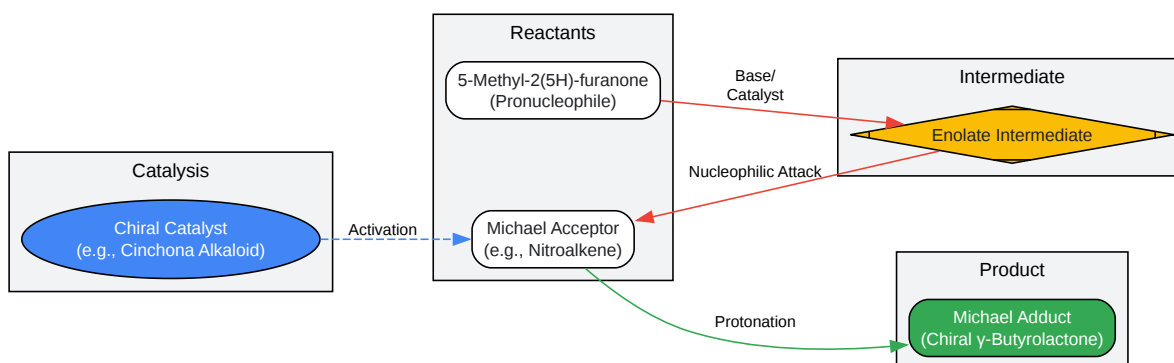 Reactants
5-Methyl-2(5H)-furanone
(Pronucleophile)
Base/
Catalyst
Intermediate
Enolate Intermediate
Nucleophilic Attack
Catalysis
Chiral Catalyst
(e.g., Cinchona Alkaloid)
Activation
Michael Acceptor
(e.g., Nitroalkene)
Protonation
Product
Michael Adduct
(Chiral γ-Butyrolactone)